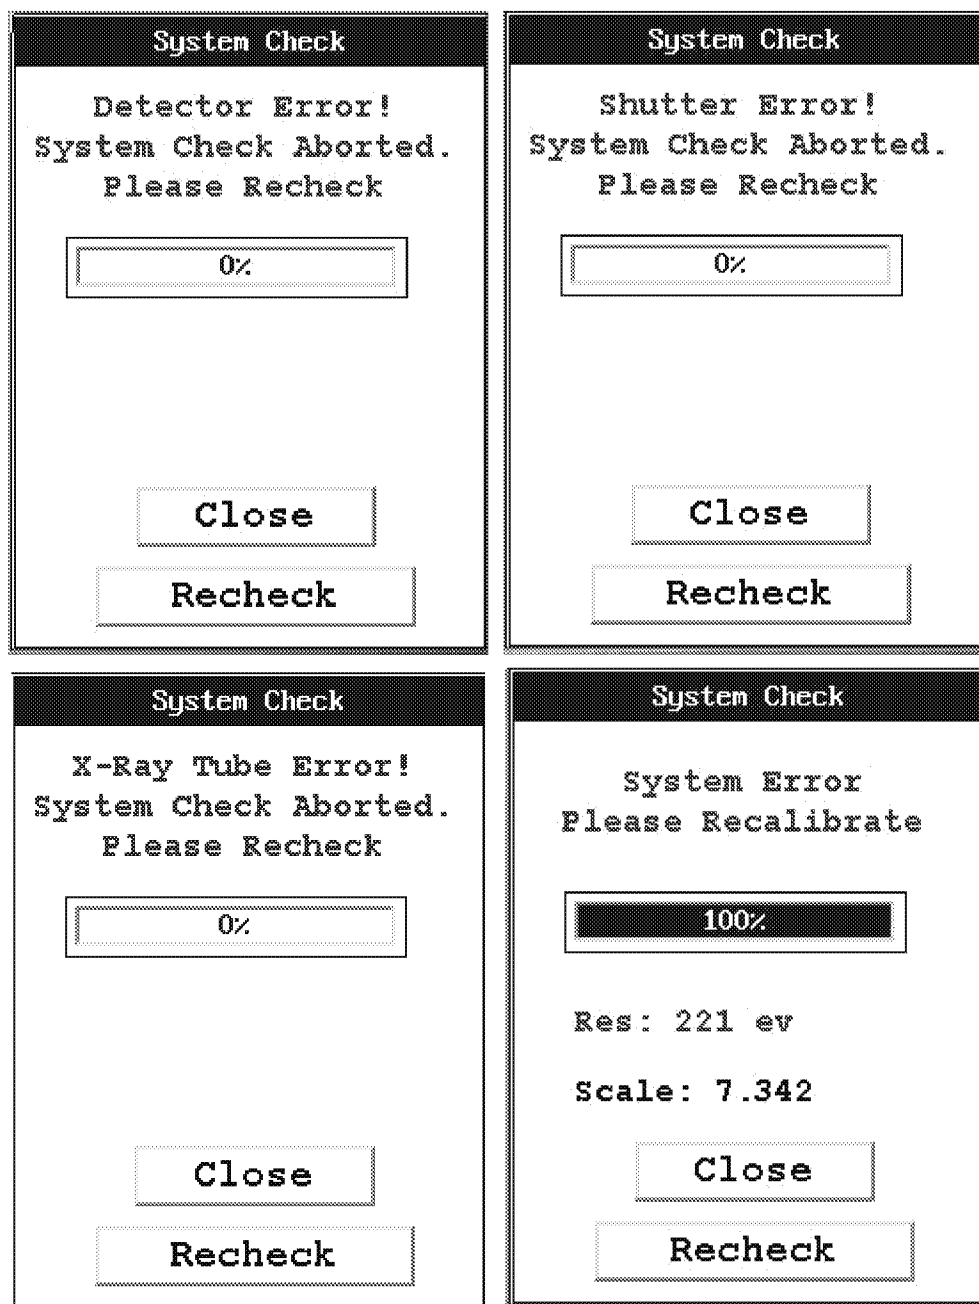 System Check
Detector Error!
System Check Aborted.
Please Recheck
0%
Close
Recheck
System Check
Shutter Error!
System Check Aborted.
Please Recheck
0%
Close
Recheck
System Check
X-Ray Tube Error!
System Check Aborted.
Please Recheck
0%
Close
Recheck
System Check
System Error
Please Recalibrate
100%
Res: 221 ev
Scale: 7.342
Close
Recheck